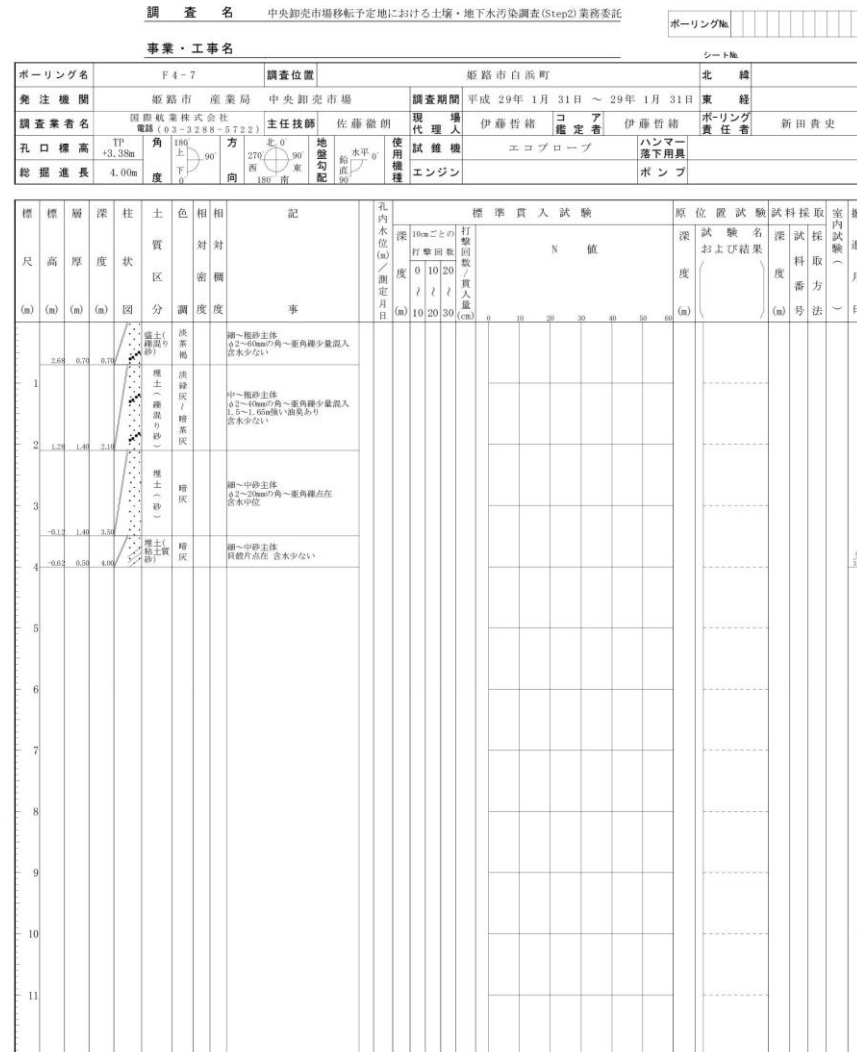 調査名 中央卸売市場移転予定地における土壌・地下水汚染調査(Step2)業務委託
ボーリングNo.
事業・工事名
シートNo.
ボーリング名 F4-7 調査位置 姫路市白浜町 北緯
発注機関 姫路市 産業局 中央卸売市場 調査期間 平成 29年 1月 31日 ～ 29年 1月 31日 東経
調査業者名 国際航業株式会社 電話(03-3288-5722) 主任技師 佐藤徹朗 現場代理人 伊藤哲緒 コア鑑定者 伊藤哲緒 ボーリング責任者 新田貴史
孔口標高 TP +3.38m 角度 180° 上 下 0° 90° 方向 北 0° 270° 西 90° 東 180° 南 地盤勾配 水平 0° 鉛直 90° 使用機種 試錐機 エコプローブ ハンマー落下用具
総掘進長 4.00m エンジン ポンプ
標尺(m) 標高(m) 層厚(m) 深度(m) 柱状図 土質区分 色調 相対密度 相対稠度 記事 孔内水位(m)/測定月日 標準貫入試験 原位置試験 試料採取 室内試験( )
深度(m) 10cmごとの打撃回数 0～10 10～20 20～30 打撃回数/貫入量(cm) N値 深度(m) 試験名および結果( ) 深度(m) 試料番号 採取方法
0 10 20 30 40 50 60
盛土(礫混り砂) 淡茶褐 細～粗砂主体
φ2～60mmの角～亜角礫少量混入
含水少ない
2.68 0.70 0.70
1
埋土(礫混り砂) 淡緑灰/暗茶灰 中～粗砂主体
φ2～40mmの角～亜角礫少量混入
1.5～1.65m強い油臭あり
含水少ない
2 1.28 1.40 2.10
埋土(砂) 暗灰 細～中砂主体
φ2～20mmの角～亜角礫点在
含水中位
3
-0.12 1.40 3.50
埋土(粘土質砂) 暗灰 細～中砂主体
貝殻片点在 含水少ない
4 -0.62 0.50 4.00
5
6
7
8
9
10
11